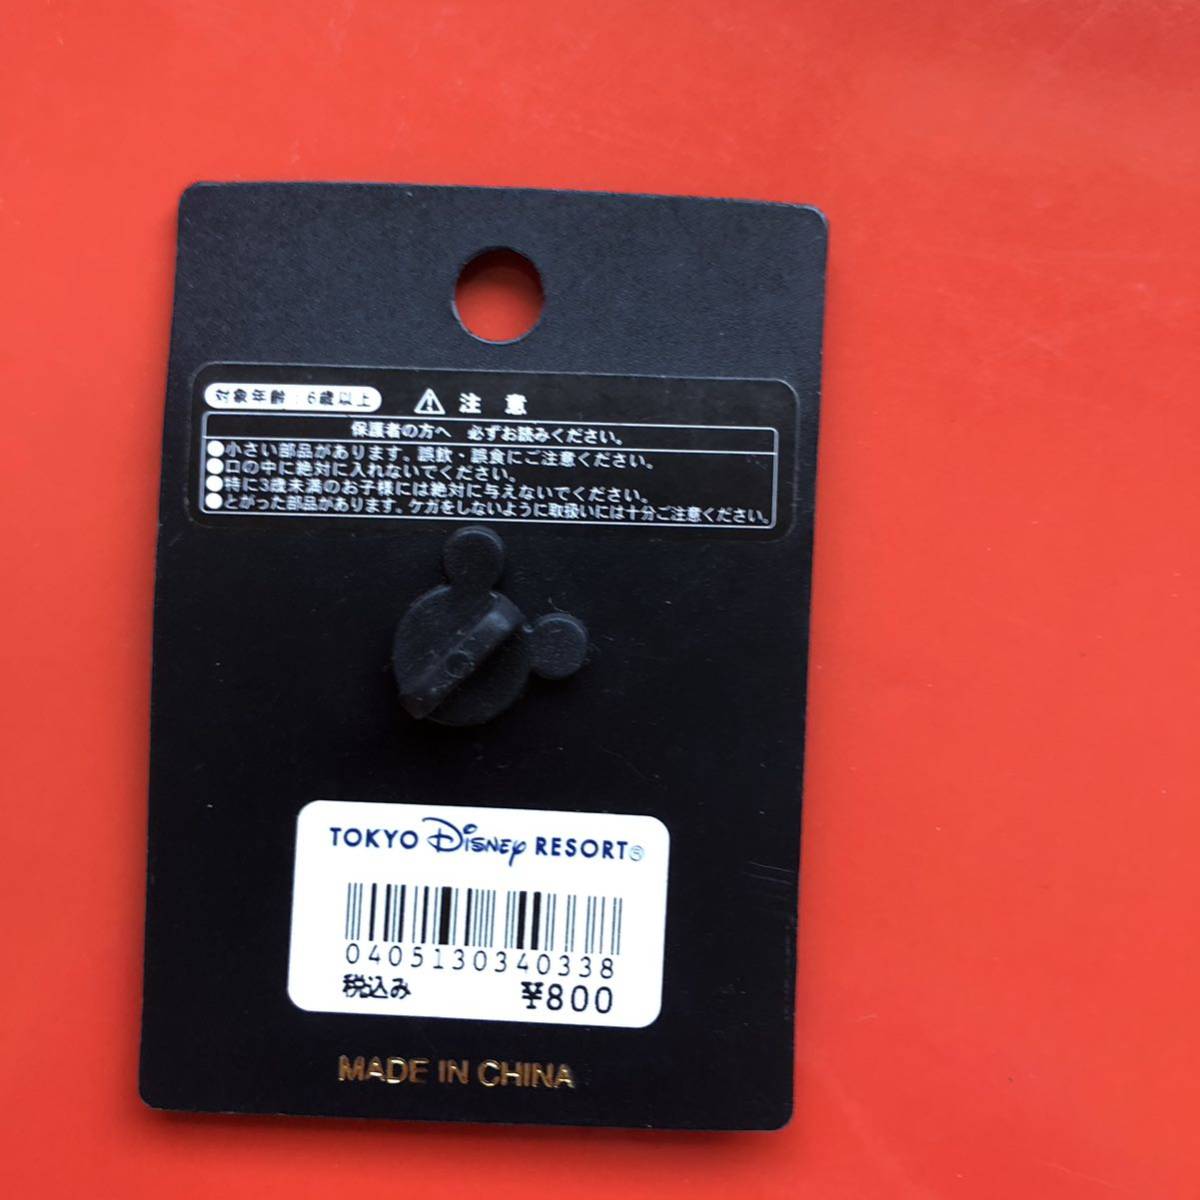 対象年齢：6歳以上 注意
保護者の方へ 必ずお読みください。
●小さい部品があります。誤飲・誤食にご注意ください。
●口の中に絶対に入れないでください。
●特に3歳未満のお子様には絶対に与えないでください。
●とがった部品があります。ケガをしないように取扱いには十分ご注意ください。
TOKYO Disney RESORT
0405130340338
税込み ¥800
MADE IN CHINA